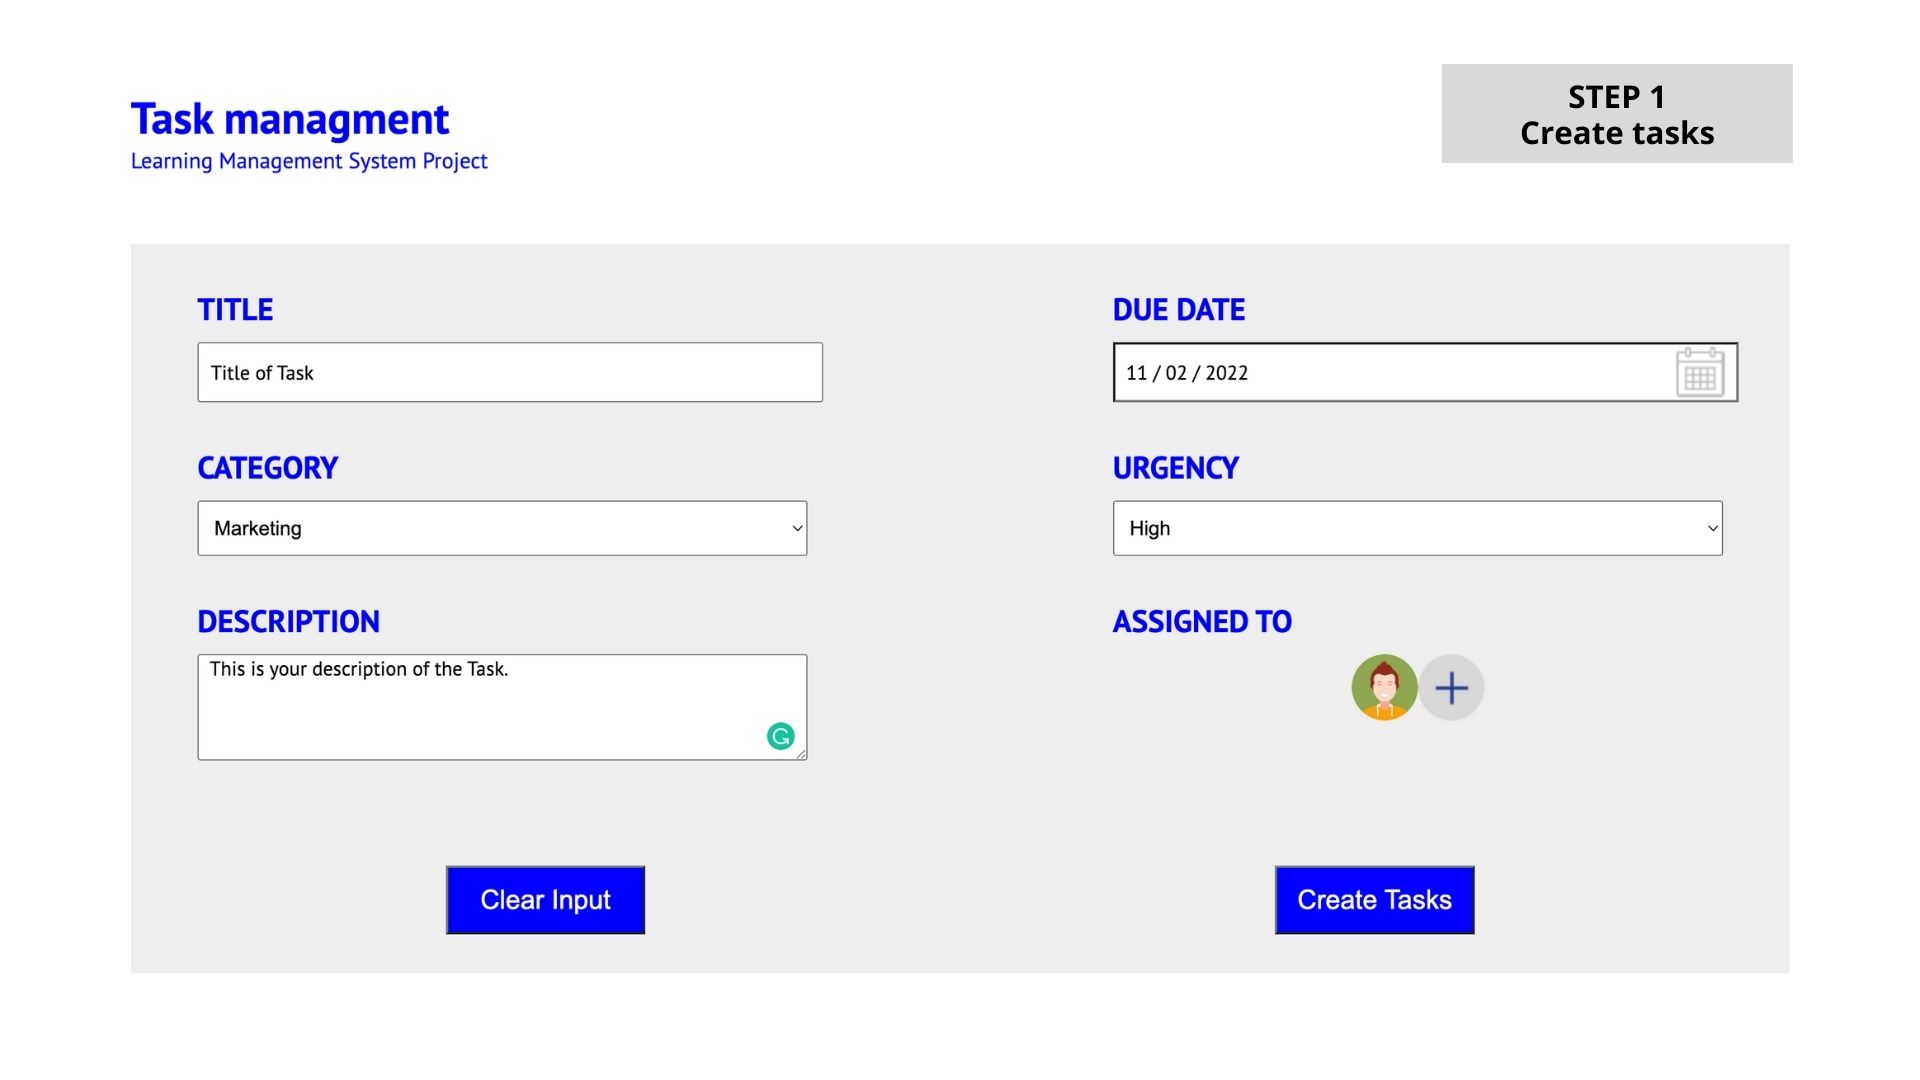 Task managment
Learning Management System Project
STEP 1
Create tasks
TITLE
Title of Task
DUE DATE
11 / 02 / 2022
CATEGORY
Marketing
URGENCY
High
DESCRIPTION
This is your description of the Task.
ASSIGNED TO
Clear Input
Create Tasks